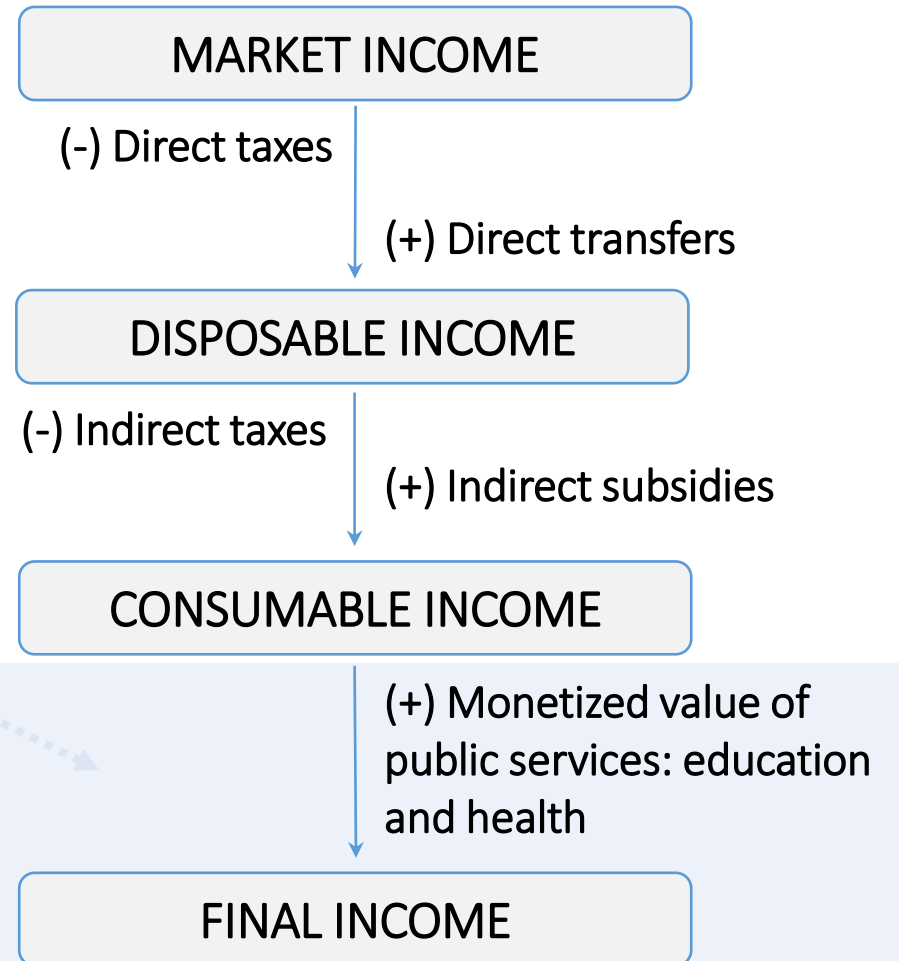 MARKET INCOME
(-) Direct taxes
(+) Direct transfers
DISPOSABLE INCOME
(-) Indirect taxes
(+) Indirect subsidies
CONSUMABLE INCOME
(+) Monetized value of
public services: education
and health
FINAL INCOME